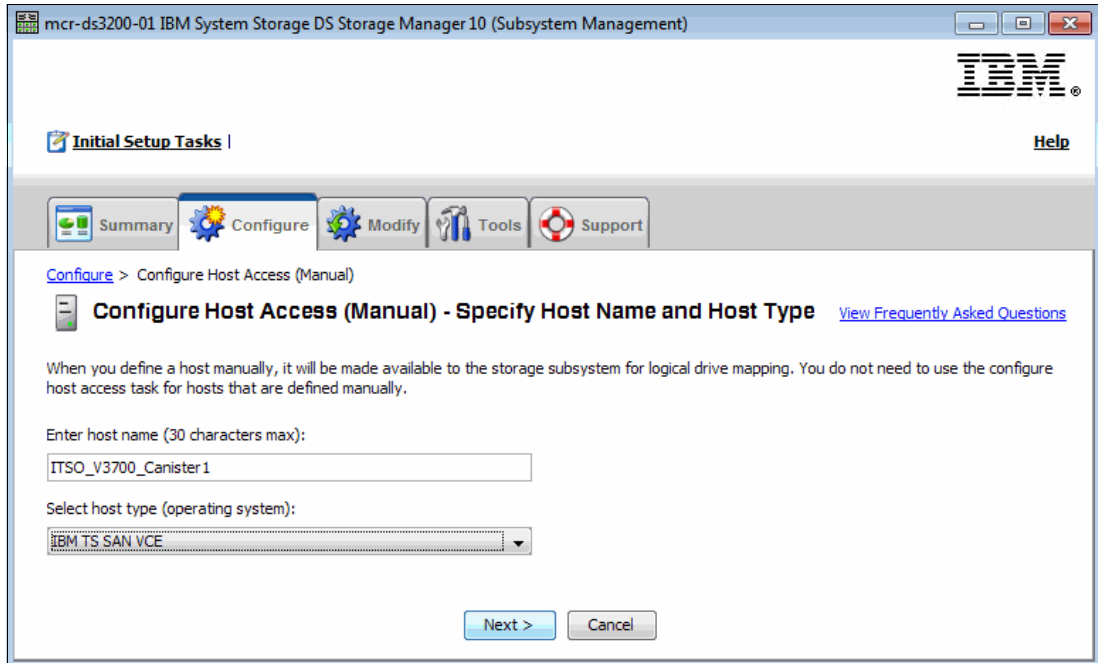 mcr-ds3200-01 IBM System Storage DS Storage Manager 10 (Subsystem Management)
IBM®
Initial Setup Tasks |
Help
Summary
Configure
Modify
Tools
Support
Configure > Configure Host Access (Manual)
Configure Host Access (Manual) - Specify Host Name and Host Type
View Frequently Asked Questions
When you define a host manually, it will be made available to the storage subsystem for logical drive mapping. You do not need to use the configure
host access task for hosts that are defined manually.
Enter host name (30 characters max):
ITSO_V3700_Canister1
Select host type (operating system):
IBM TS SAN VCE
Next >
Cancel